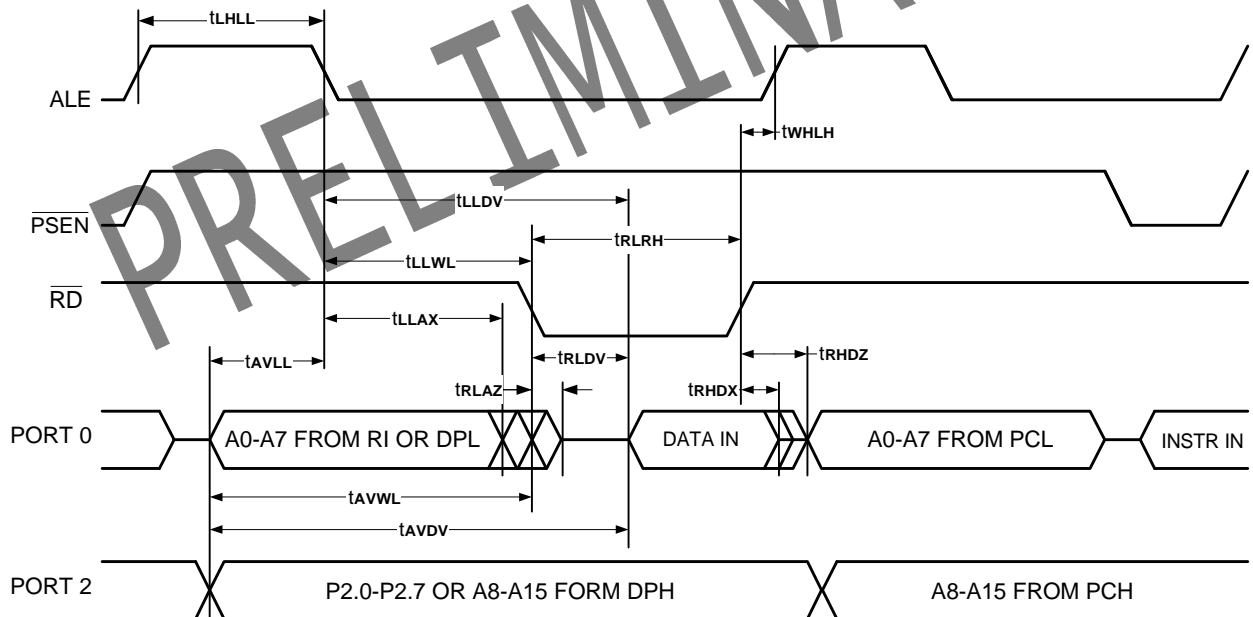 tLHLL
ALE
tWHLH
PSEN
tLLDV
tRLRH
tLLWL
RD
tLLAX
tRLDV
tRHDZ
tAVLL
tRLAZ
tRHDX
PORT 0
A0-A7 FROM RI OR DPL
DATA IN
A0-A7 FROM PCL
INSTR IN
tAVWL
tAVDV
PORT 2
P2.0-P2.7 OR A8-A15 FORM DPH
A8-A15 FROM PCH